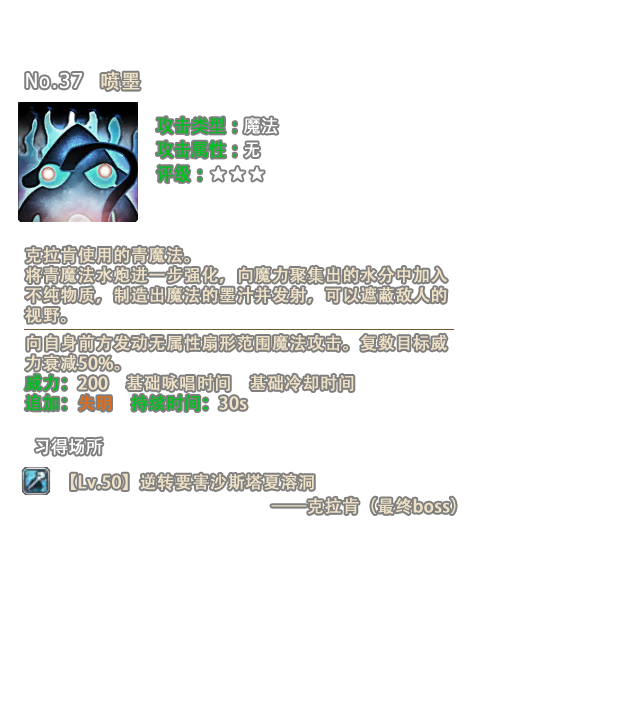 No.37 喷墨
攻击类型：魔法
攻击属性：无
评级：☆☆☆
克拉肯使用的青魔法。
将青魔法水炮进一步强化，向魔力聚集出的水分中加入
不纯物质，制造出魔法的墨汁并发射，可以遮蔽敌人的
视野。
向自身前方发动无属性扇形范围魔法攻击。复数目标威
力衰减50%。
威力：200 基础咏唱时间 基础冷却时间
追加：失明 持续时间：30s
习得场所
【Lv.50】逆转要害沙斯塔夏溶洞
——克拉肯（最终boss）